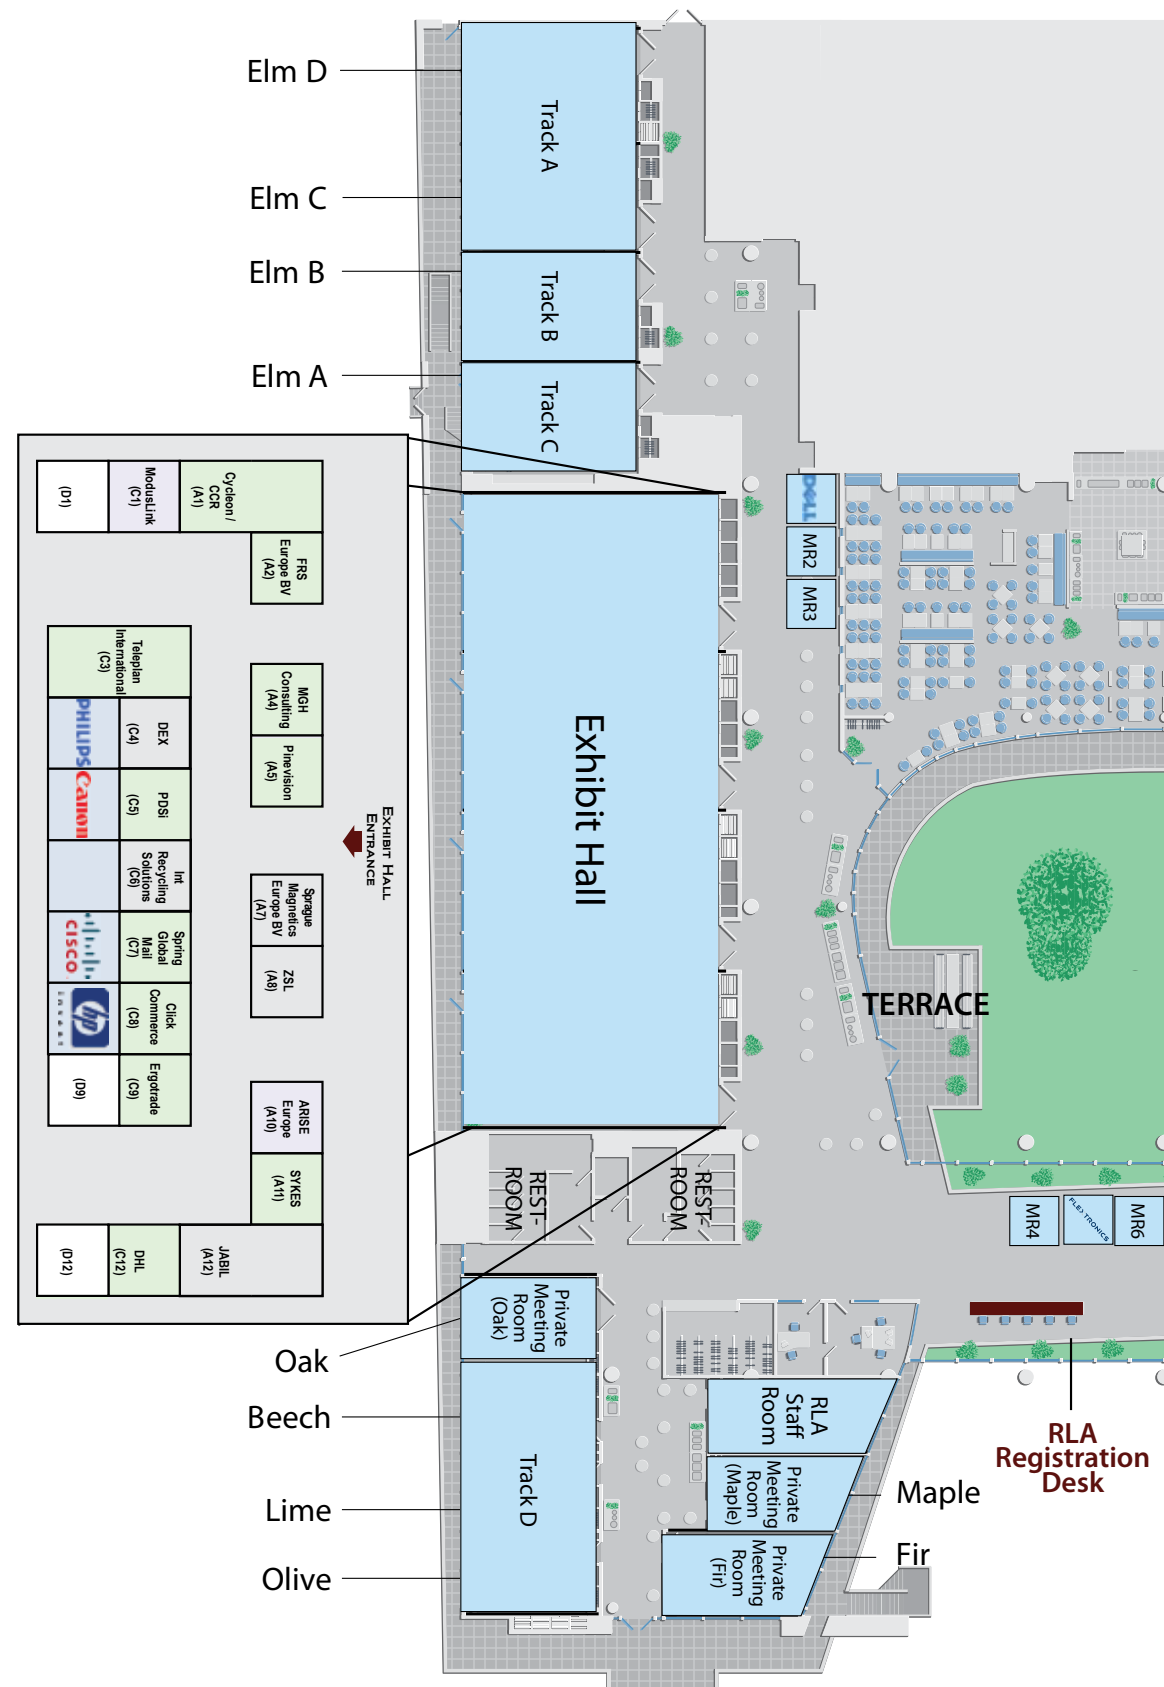 Elm D
Elm C
Elm B
Elm A
Track A
Track B
Track C
(D1)
ModusLink
(C1)
Cycleon /
CCR
(A1)
FRS
Europe BV
(A2)
Teleplan
International
(C3)
PHILIPS
DEX
(C4)
MGH
Consulting
(A4)
Canon
PDSi
(C5)
Pinevision
(A5)
Int
Recycling
Solutions
(C6)
EXHIBIT HALL
ENTRANCE
CISCO
Spring
Global
Mail
(C7)
Sprague
Magnetics
Europe BV
(A7)
hp
invent
Click
Commerce
(C8)
ZSL
(A8)
(D9)
Ergotrade
(C9)
ARISE
Europe
(A10)
SYKES
(A11)
(D12)
DHL
(C12)
JABIL
(A12)
Exhibit Hall
DELL
MR2
MR3
TERRACE
REST-
ROOM
REST-
ROOM
MR4
FLEXTRONICS
MR6
Private
Meeting
Room
(Oak)
Oak
Beech
Lime
Olive
Track D
RLA
Staff
Room
Private
Meeting
Room
(Maple)
Private
Meeting
Room
(Fir)
Maple
Fir
RLA
Registration
Desk